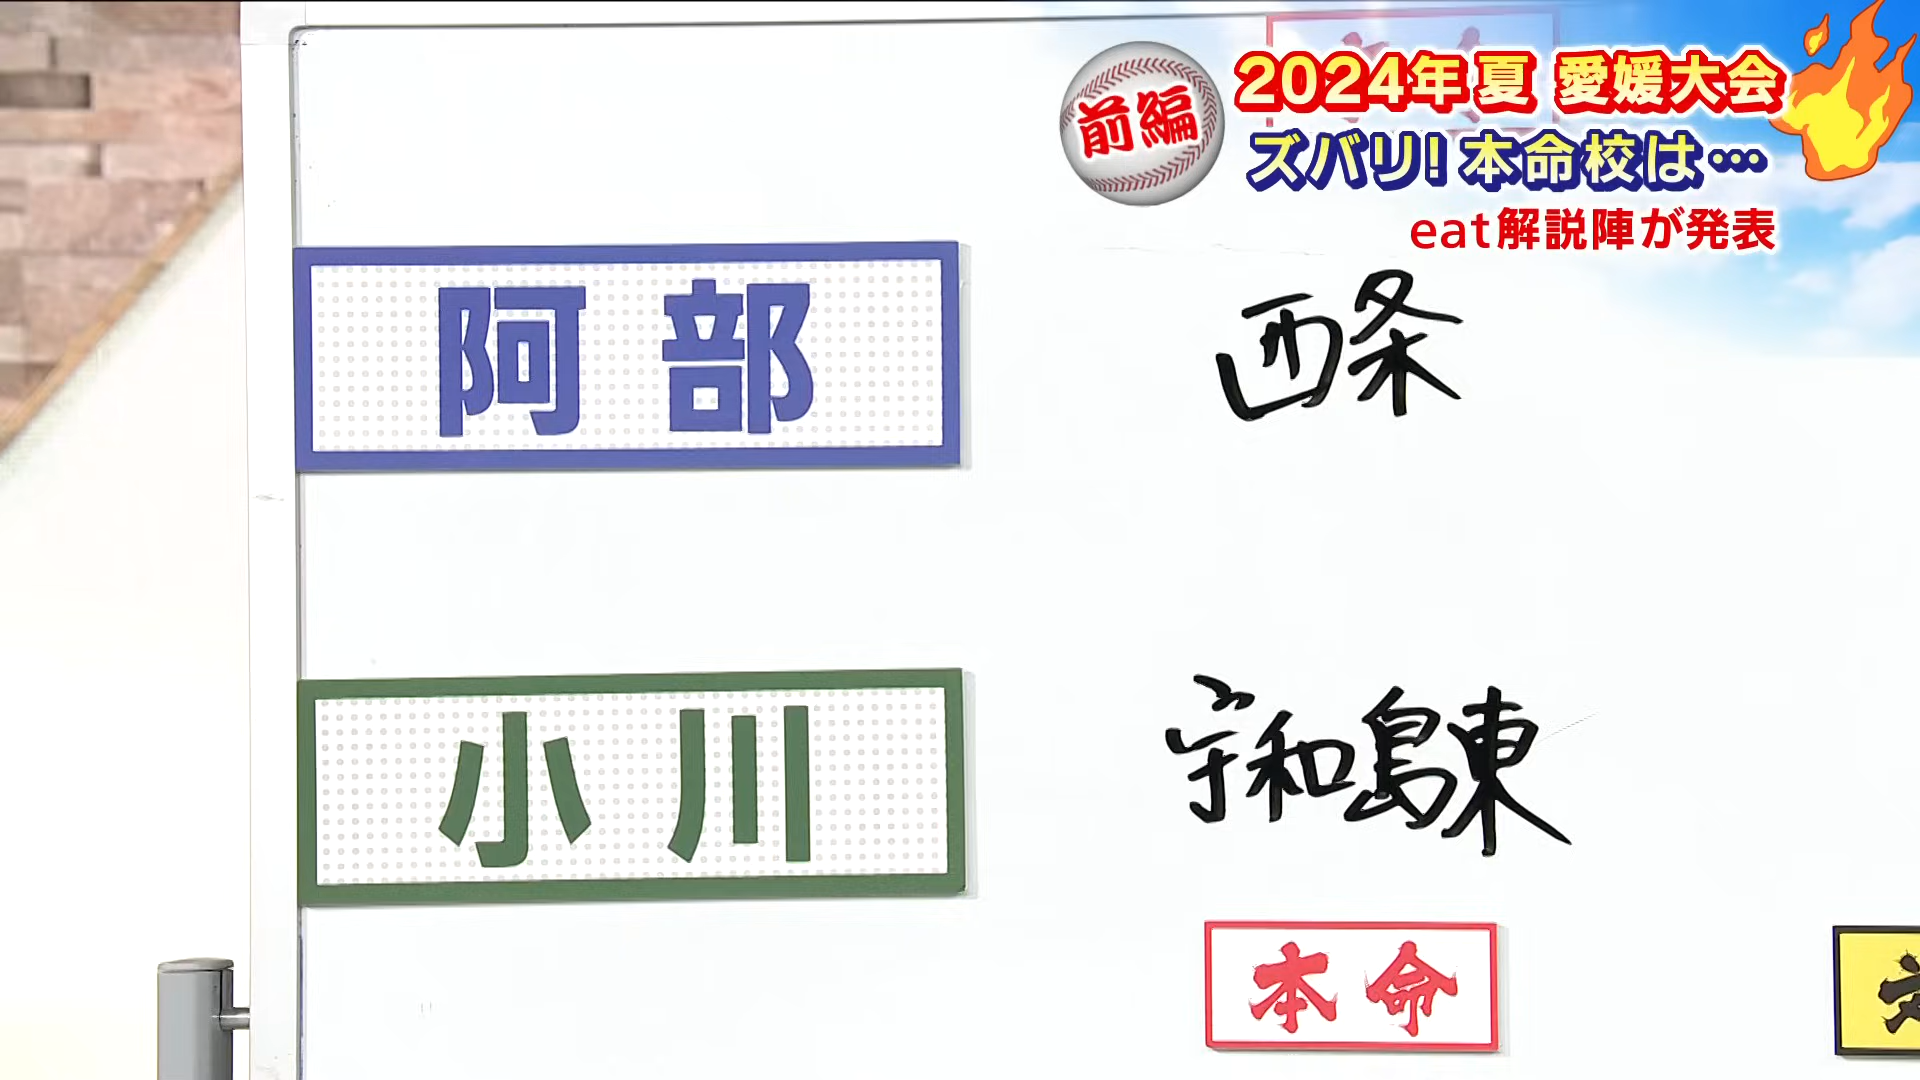 前編
2024年 夏 愛媛大会
ズバリ!本命校は…
eat解説陣が発表
阿部
西条
小川
宇和島東
本命